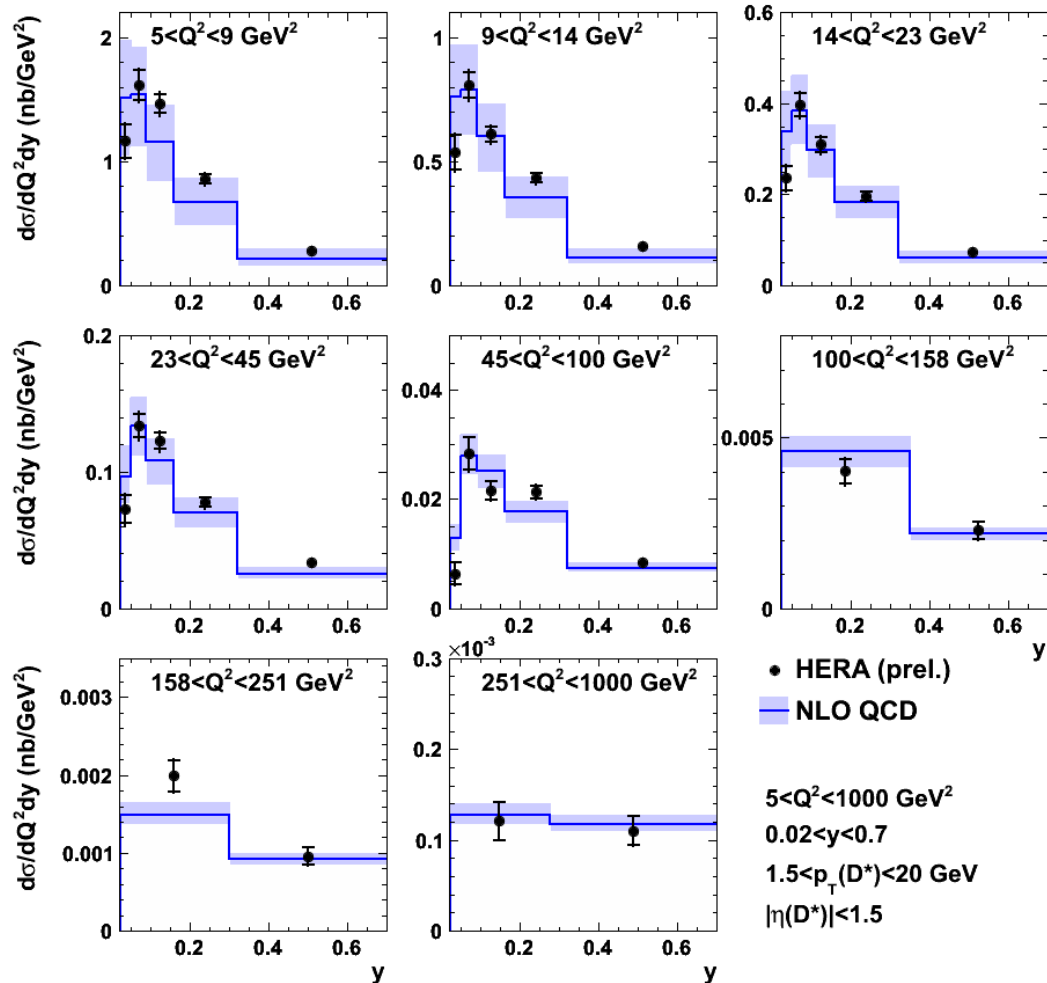 dσ/dQ²dy (nb/GeV²)
5<Q²<9 GeV²
2
1
0
0.2 0.4 0.6
9<Q²<14 GeV²
1
0.5
0
0.2 0.4 0.6
14<Q²<23 GeV²
0.6
0.4
0.2
0
0.2 0.4 0.6
dσ/dQ²dy (nb/GeV²)
23<Q²<45 GeV²
0.2
0.1
0
0.2 0.4 0.6
45<Q²<100 GeV²
0.04
0.02
0
0.2 0.4 0.6
100<Q²<158 GeV²
0.005
0
0.2 0.4 0.6
y
dσ/dQ²dy (nb/GeV²)
158<Q²<251 GeV²
0.003
0.002
0.001
0
0.2 0.4 0.6
y
×10⁻³
251<Q²<1000 GeV²
0.3
0.2
0.1
0
0.2 0.4 0.6
y
HERA (prel.)
NLO QCD
5<Q²<1000 GeV²
0.02<y<0.7
1.5<p_T(D*)<20 GeV
|η(D*)|<1.5